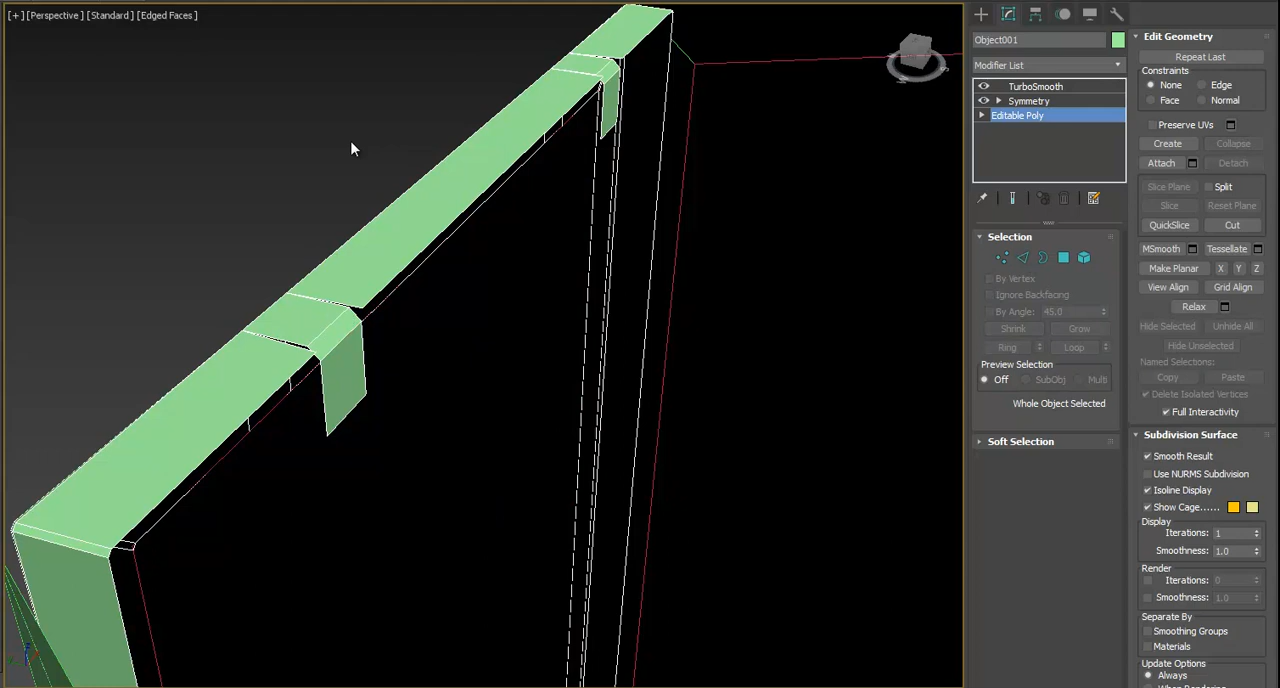 [+] [Perspective] [Standard] [Edged Faces]
Object001
Modifier List
TurboSmooth
Symmetry
Editable Poly
Selection
By Vertex
Ignore Backfacing
By Angle: 45.0
Shrink Grow
Ring Loop
Preview Selection
Off SubObj Multi
Whole Object Selected
Soft Selection
Edit Geometry
Repeat Last
Constraints
None Edge
Face Normal
Preserve UVs
Create Collapse
Attach Detach
Slice Plane Split
Slice Reset Plane
QuickSlice Cut
MSmooth Tessellate
Make Planar X Y Z
View Align Grid Align
Relax
Hide Selected Unhide All
Hide Unselected
Named Selections:
Copy Paste
Delete Isolated Vertices
Full Interactivity
Subdivision Surface
Smooth Result
Use NURMS Subdivision
Isoline Display
Show Cage......
Display
Iterations: 1
Smoothness: 1.0
Render
Iterations: 0
Smoothness: 1.0
Separate By
Smoothing Groups
Materials
Update Options
Always
When Rendering